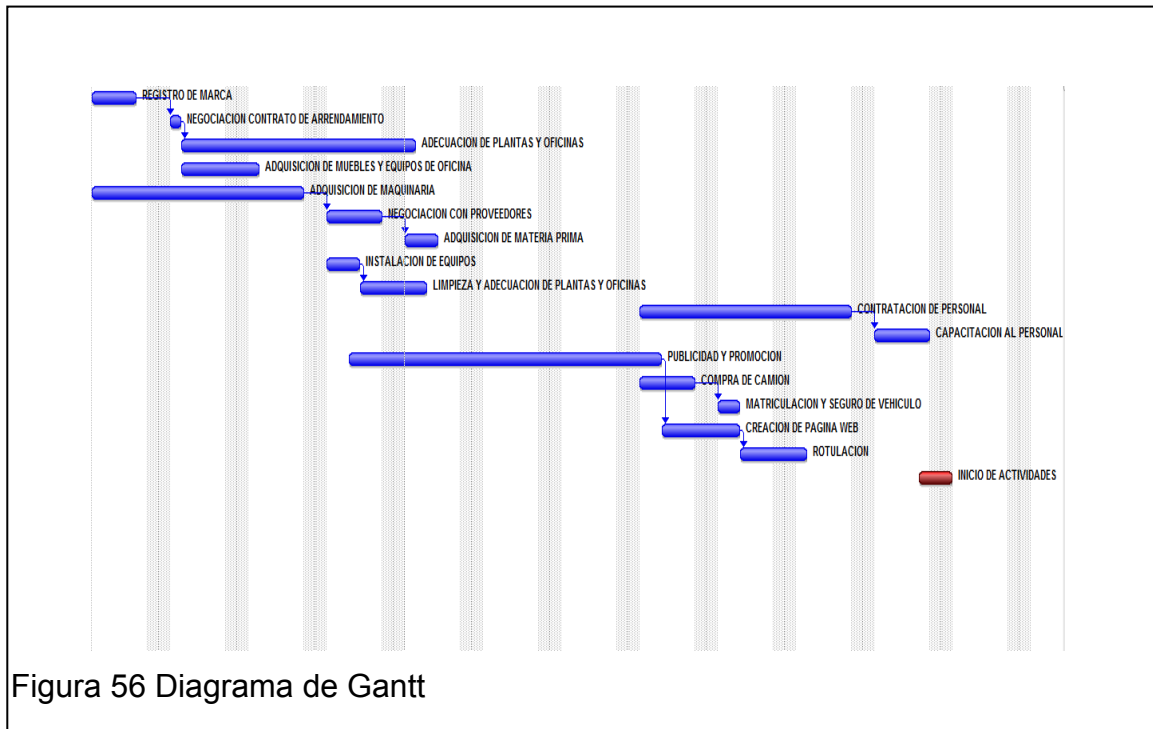 REGISTRO DE MARCA
NEGOCIACION CONTRATO DE ARRENDAMIENTO
ADECUACION DE PLANTAS Y OFICINAS
ADQUISICION DE MUEBLES Y EQUIPOS DE OFICINA
ADQUISICION DE MAQUINARIA
NEGOCIACION CON PROVEEDORES
ADQUISICION DE MATERIA PRIMA
INSTALACION DE EQUIPOS
LIMPIEZA Y ADECUACION DE PLANTAS Y OFICINAS
CONTRATACION DE PERSONAL
CAPACITACION AL PERSONAL
PUBLICIDAD Y PROMOCION
COMPRA DE CAMION
MATRICULACION Y SEGURO DE VEHICULO
CREACION DE PAGINA WEB
ROTULACION
INICIO DE ACTIVIDADES
Figura 56 Diagrama de Gantt